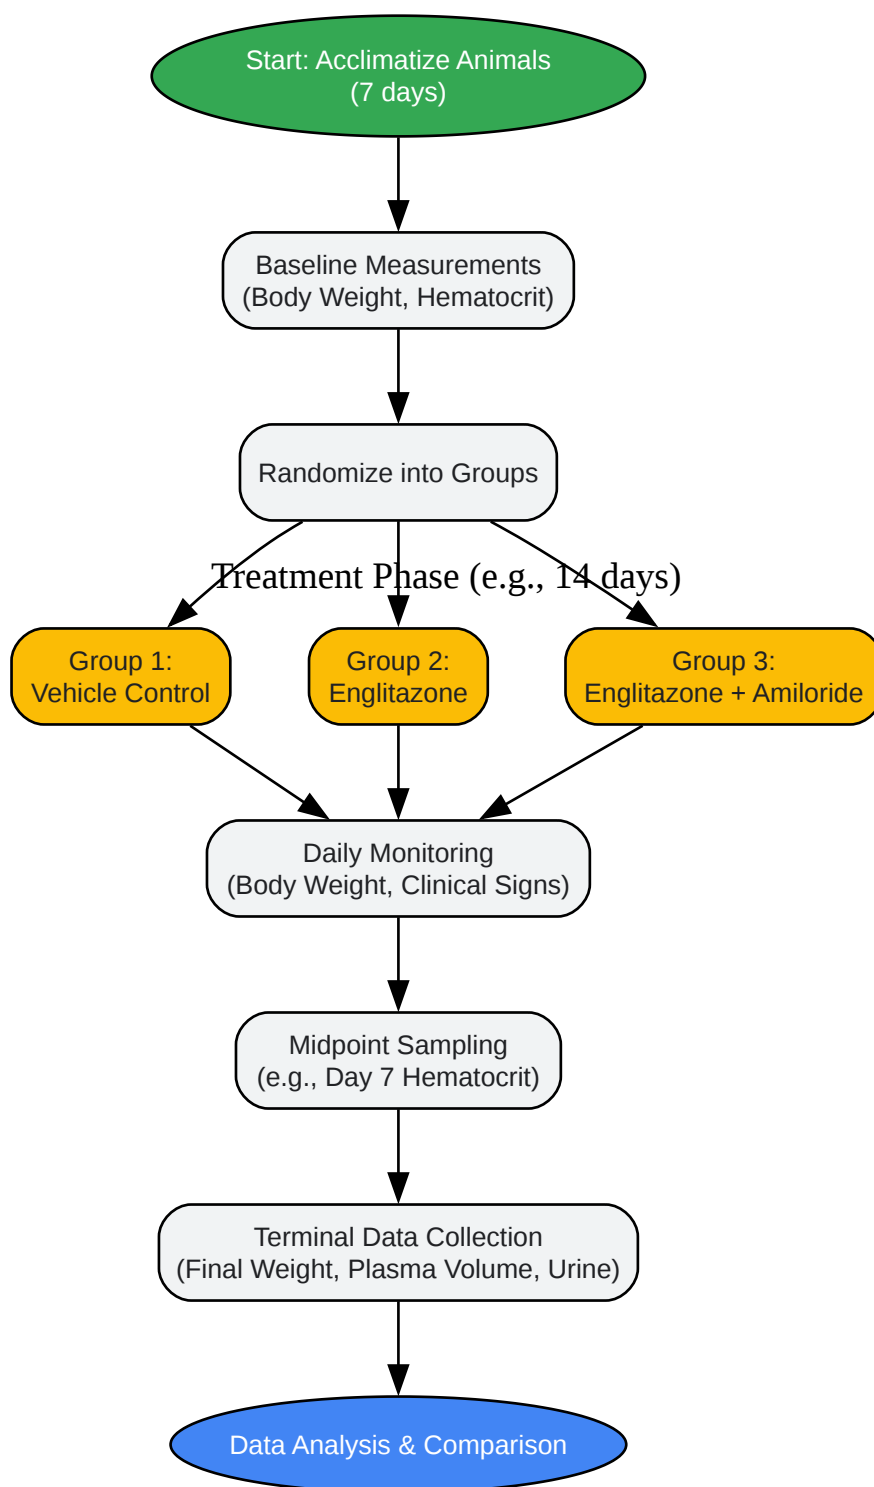 Start: Acclimatize Animals
(7 days)
Baseline Measurements
(Body Weight, Hematocrit)
Randomize into Groups
Treatment Phase (e.g., 14 days)
Group 1:
Vehicle Control
Group 2:
Englitazone
Group 3:
Englitazone + Amiloride
Daily Monitoring
(Body Weight, Clinical Signs)
Midpoint Sampling
(e.g., Day 7 Hematocrit)
Terminal Data Collection
(Final Weight, Plasma Volume, Urine)
Data Analysis & Comparison